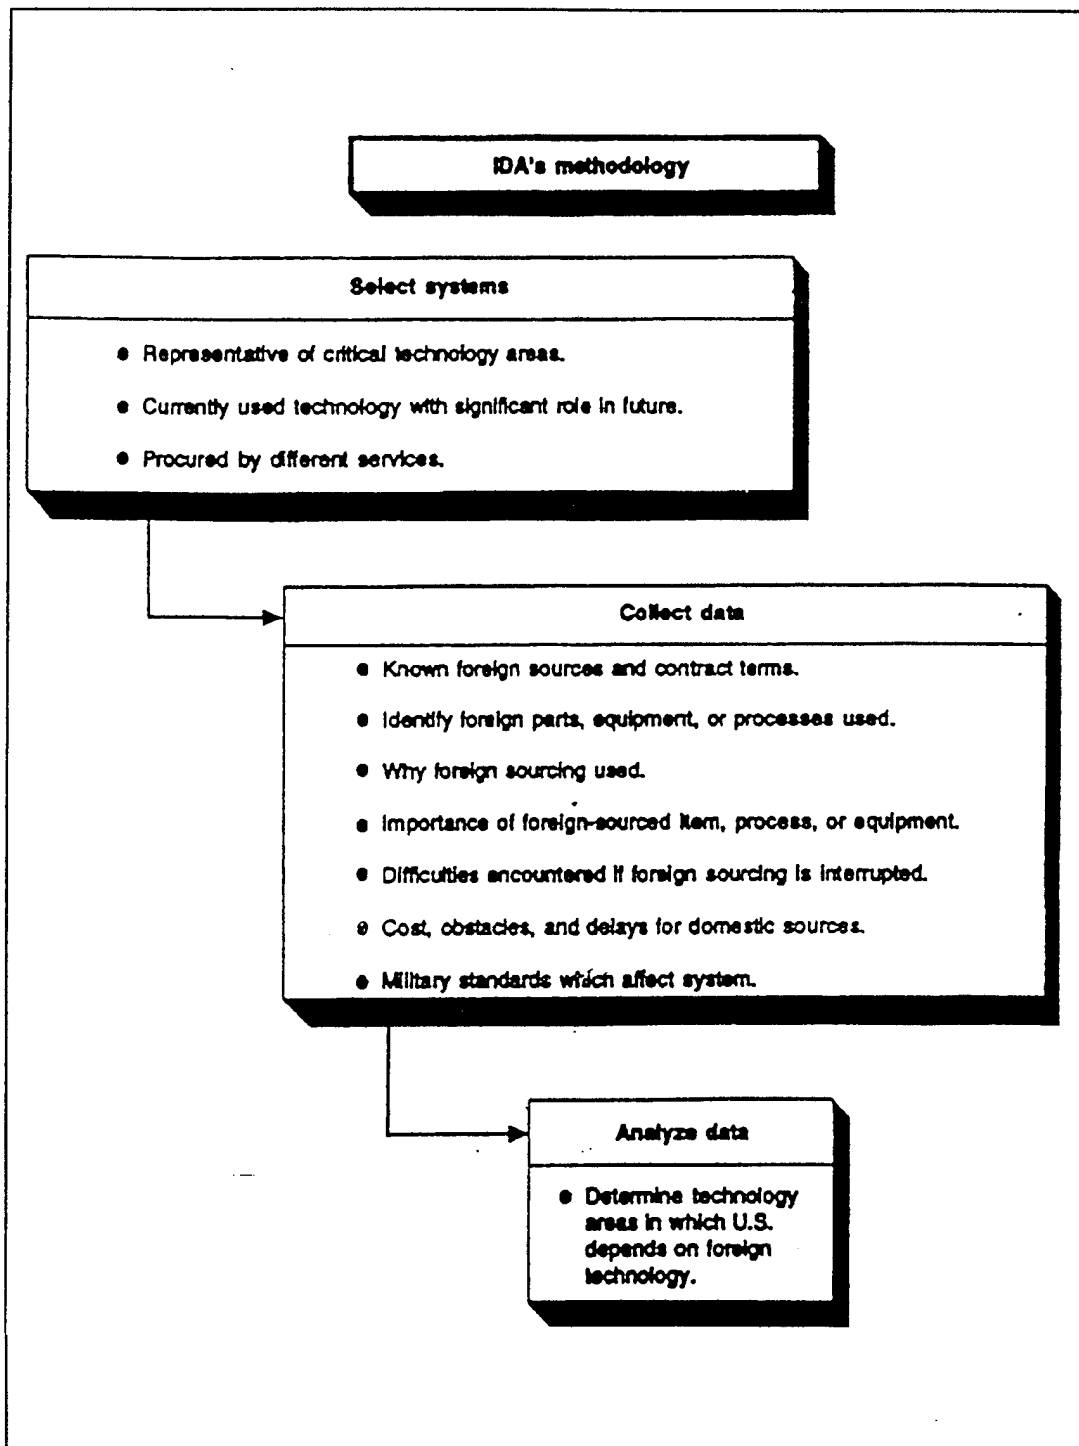 IDA's methodology
Select systems
● Representative of critical technology areas.
● Currently used technology with significant role in future.
● Procured by different services.
Collect data
● Known foreign sources and contract terms.
● Identify foreign parts, equipment, or processes used.
● Why foreign sourcing used.
● Importance of foreign-sourced item, process, or equipment.
● Difficulties encountered if foreign sourcing is interrupted.
● Cost, obstacles, and delays for domestic sources.
● Military standards which affect system.
Analyze data
● Determine technology
areas in which U.S.
depends on foreign
technology.